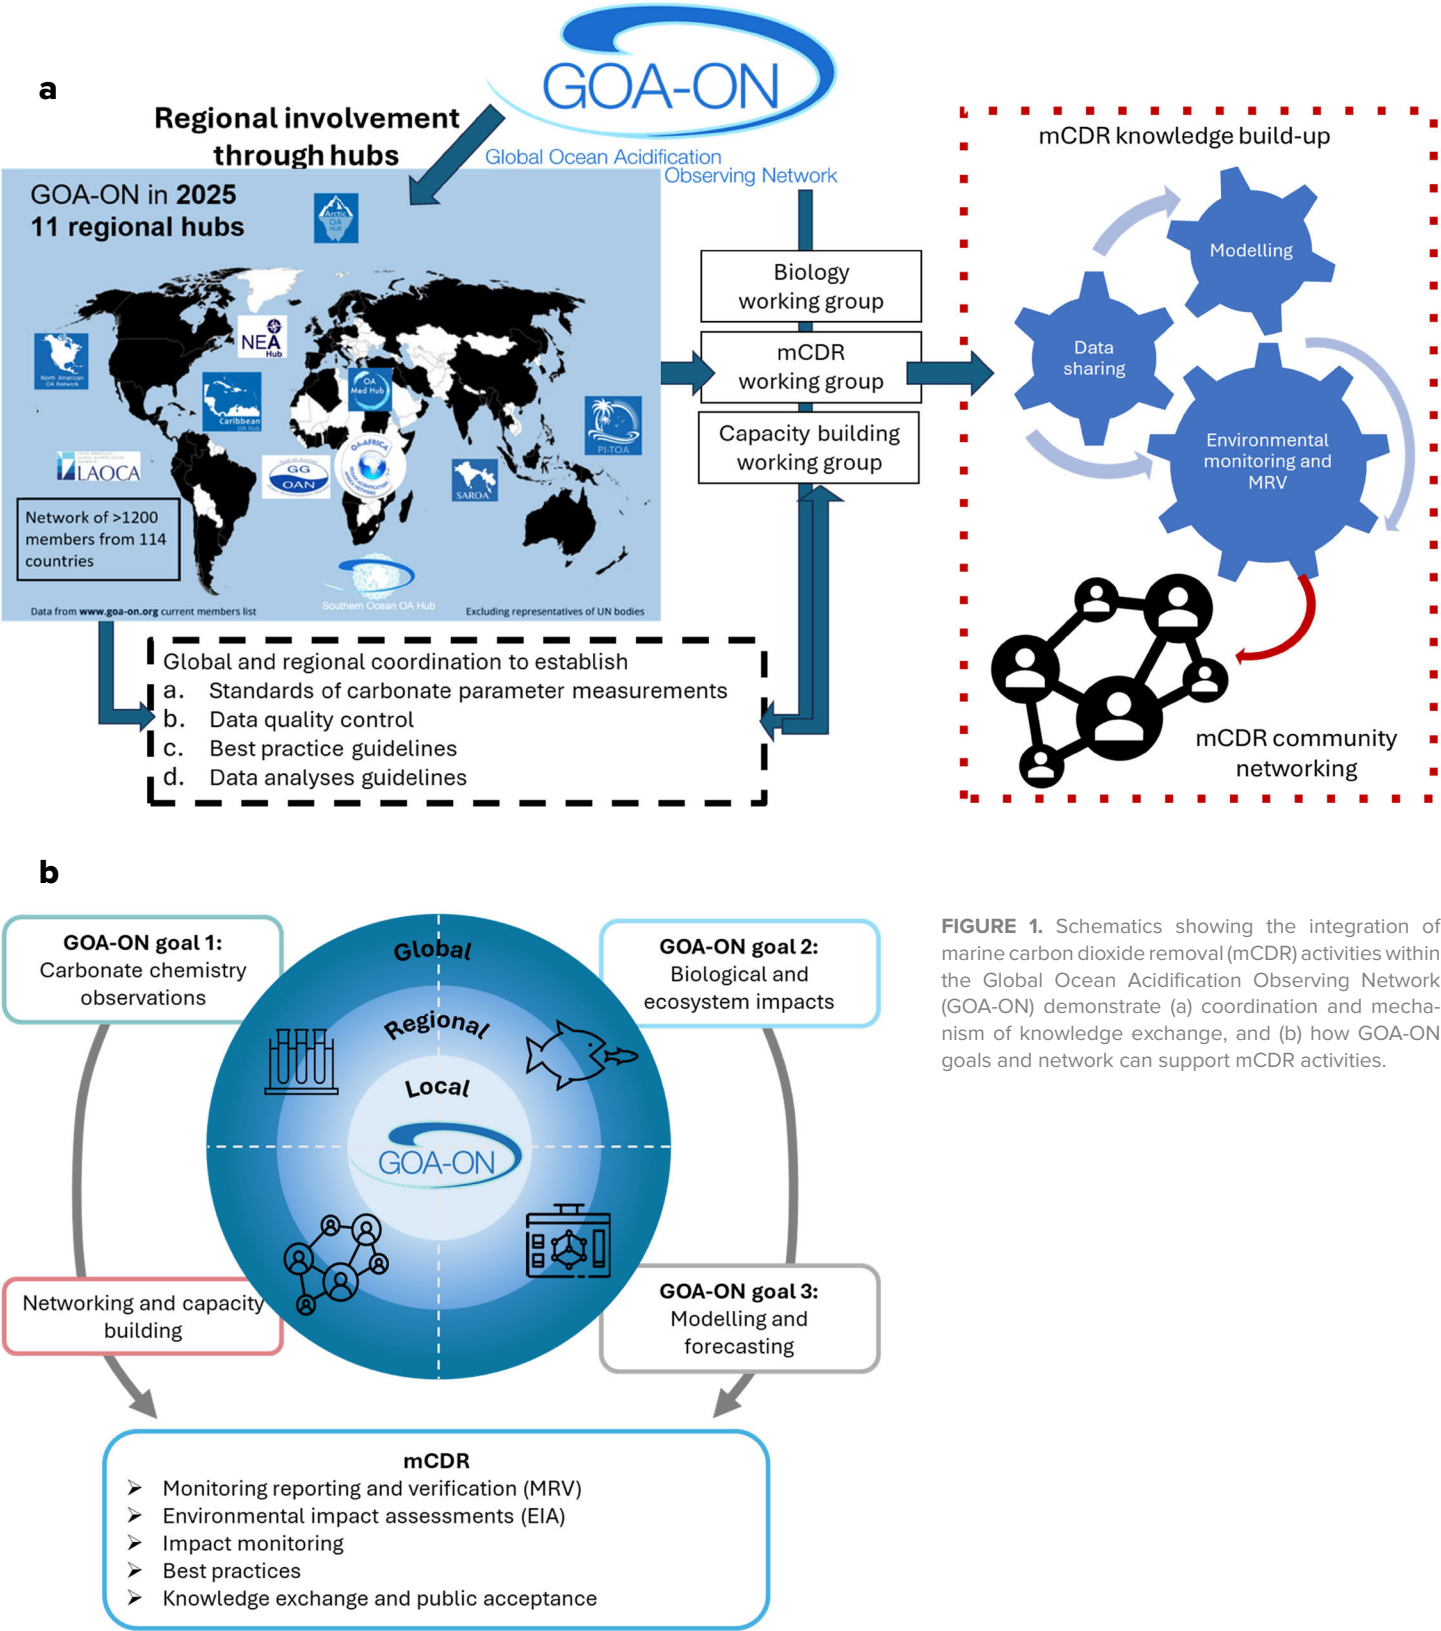 a
GOA-ON
Global Ocean Acidification
Observing Network
Regional involvement
through hubs
GOA-ON in 2025
11 regional hubs
Arctic
OA
HUB
NEA
Hub
North American
OA Network
OA
Med Hub
Caribbean
OA Hub
PI-TOA
LAOCA
GG
OAN
OA-AFRICA
SAROA
Network of >1200
members from 114
countries
Southern Ocean OA Hub
Data from www.goa-on.org current members list
Excluding representatives of UN bodies
Biology
working group
mCDR
working group
Capacity building
working group
Global and regional coordination to establish
a. Standards of carbonate parameter measurements
b. Data quality control
c. Best practice guidelines
d. Data analyses guidelines
mCDR knowledge build-up
Modelling
Data
sharing
Environmental
monitoring and
MRV
mCDR community
networking
b
GOA-ON goal 1:
Carbonate chemistry
observations
GOA-ON goal 2:
Biological and
ecosystem impacts
Global
Regional
Local
GOA-ON
Networking and capacity
building
GOA-ON goal 3:
Modelling and
forecasting
mCDR
➢ Monitoring reporting and verification (MRV)
➢ Environmental impact assessments (EIA)
➢ Impact monitoring
➢ Best practices
➢ Knowledge exchange and public acceptance
FIGURE 1. Schematics showing the integration of
marine carbon dioxide removal (mCDR) activities within
the Global Ocean Acidification Observing Network
(GOA-ON) demonstrate (a) coordination and mecha-
nism of knowledge exchange, and (b) how GOA-ON
goals and network can support mCDR activities.